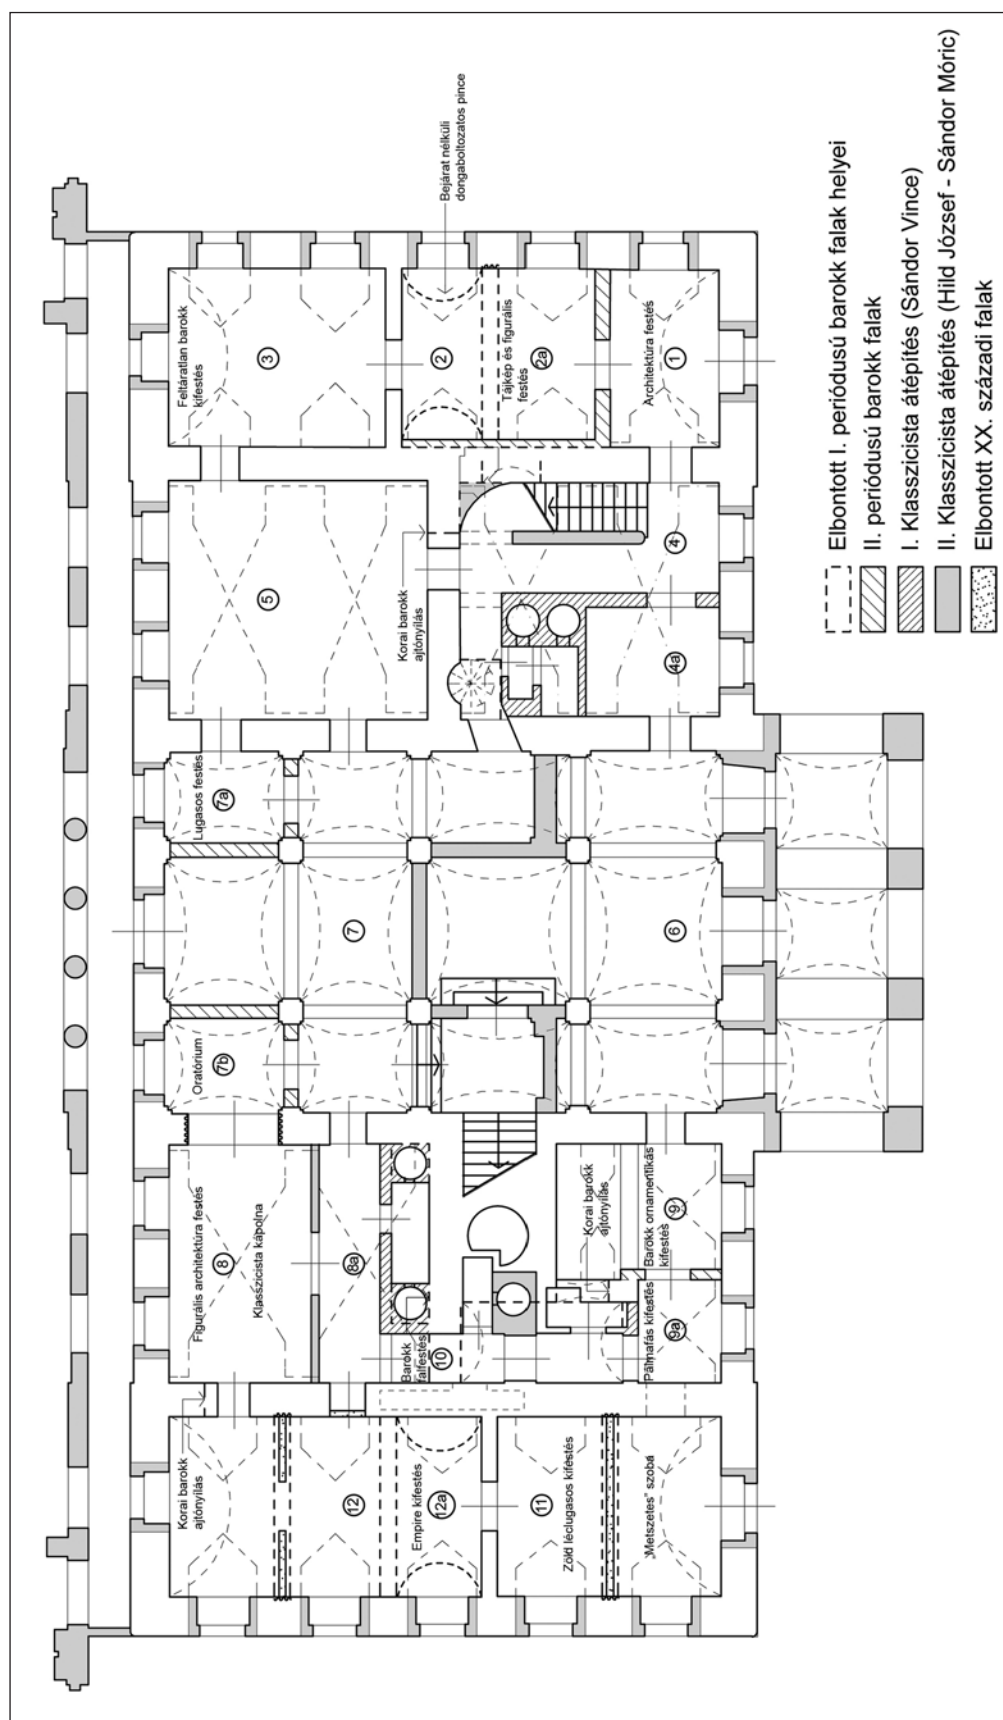 Korai barokk
ajtónyílás
Figurális architektúra festés
8
Klasszicista kápolna
Oratórium
7b
Lugasos festés
7a
5
Feltáratlan barokk
kifestés
3
12
Empire kifestés
12a
11
Zöld léclugasos kifestés
„Metszetes” szoba
8a
Barokk
falfestés
10
Korai barokk
ajtónyílás
Barokk ornamentikás
kifestés
9
Pálmafás kifestés
9a
7
6
Korai barokk
ajtónyílás
4
4a
2
Tájkép és figurális
festés
2a
Architektúra festés
1
Bejárat nélküli
dongaboltozatos pince
Elbontott I. periódusú barokk falak helyei
II. periódusú barokk falak
I. Klasszicista átépítés (Sándor Vince)
II. Klasszicista átépítés (Hild József - Sándor Móric)
Elbontott XX. századi falak